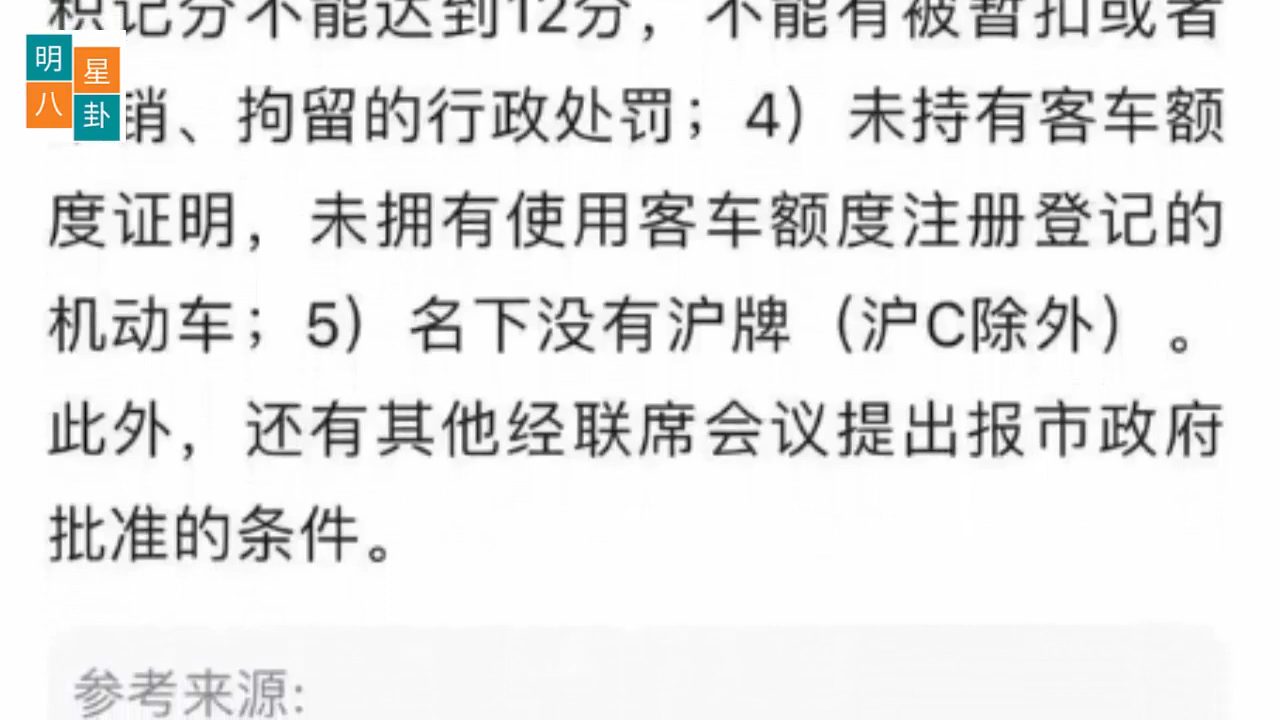 积记分不能达到12分，不能有被暂扣或者
明星
八卦
销、拘留的行政处罚；4）未持有客车额
度证明，未拥有使用客车额度注册登记的
机动车；5）名下没有沪牌（沪C除外）。
此外，还有其他经联席会议提出报市政府
批准的条件。
参考来源: